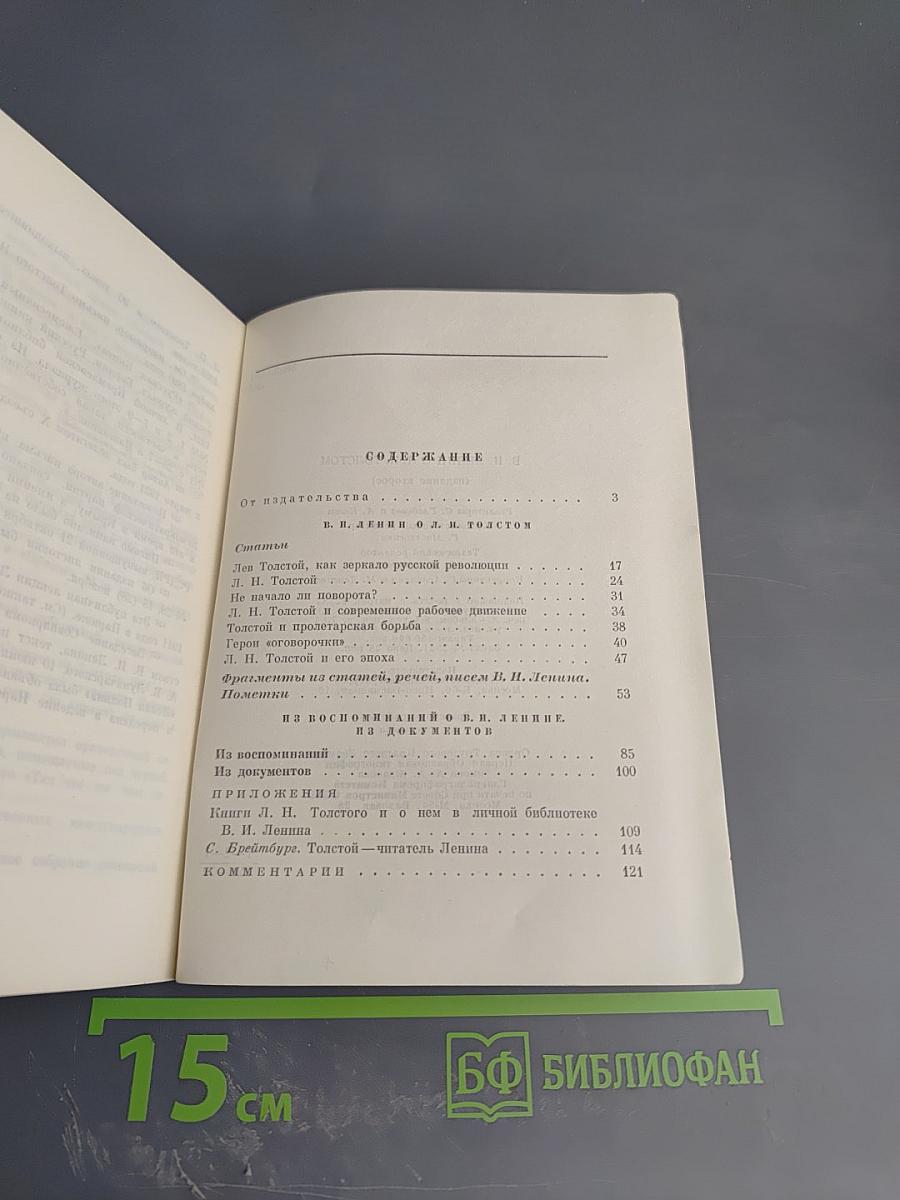 СОДЕРЖАНИЕ
От издательства . . . . . . . . . . . . . . . . . 3
В. И. ЛЕНИН О Л. Н. ТОЛСТОМ
Статьи
Лев Толстой, как зеркало русской революции . . . . . . 17
Л. Н. Толстой . . . . . . . . . . . . . . . . . . 24
Не начало ли поворота? . . . . . . . . . . . . . . 31
Л. Н. Толстой и современное рабочее движение . . . . 34
Толстой и пролетарская борьба . . . . . . . . . . . 38
Герои «оговорочки» . . . . . . . . . . . . . . . . 40
Л. Н. Толстой и его эпоха . . . . . . . . . . . . . 47
Фрагменты из статей, речей, писем В. И. Ленина.
Пометки . . . . . . . . . . . . . . . . . . . . 53
ИЗ ВОСПОМИНАНИЙ О В. И. ЛЕНИНЕ.
ИЗ ДОКУМЕНТОВ
Из воспоминаний . . . . . . . . . . . . . . . . . 85
Из документов . . . . . . . . . . . . . . . . . . 100
ПРИЛОЖЕНИЯ
Книги Л. Н. Толстого и о нем в личной библиотеке
В. И. Ленина . . . . . . . . . . . . . . . . . . . 109
С. Брейтбург. Толстой — читатель Ленина . . . . . . . . 114
КОММЕНТАРИИ . . . . . . . . . . . . . . . . . . 121
15 см
БФ БИБЛИОФАН